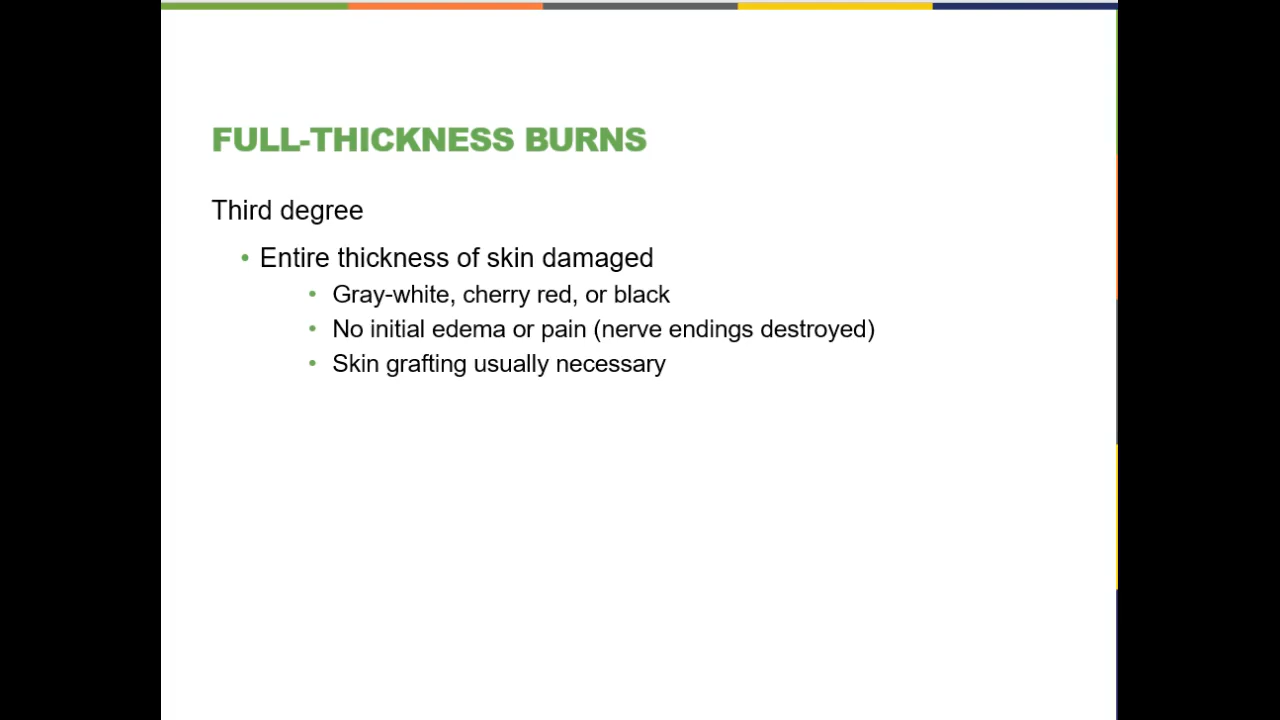 FULL-THICKNESS BURNS
Third degree
• Entire thickness of skin damaged
• Gray-white, cherry red, or black
• No initial edema or pain (nerve endings destroyed)
• Skin grafting usually necessary